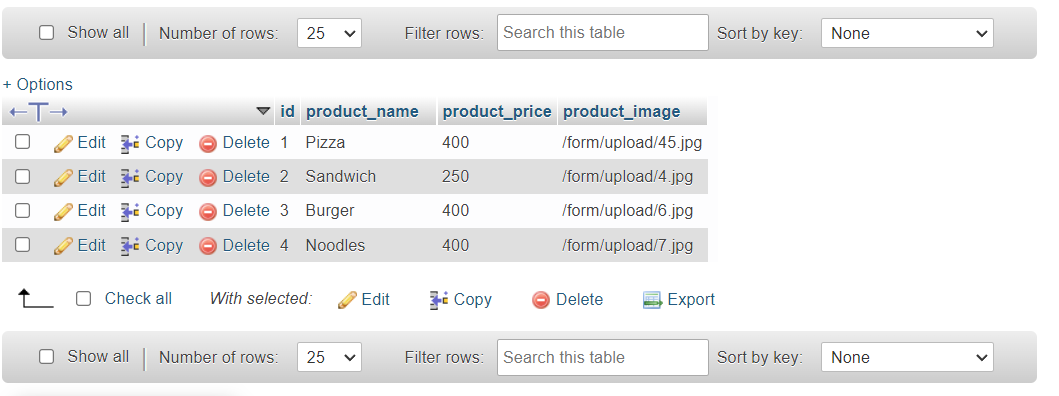 Show all Number of rows: 25 Filter rows: Search this table Sort by key: None
+ Options
←T→ id product_name product_price product_image
Edit Copy Delete 1 Pizza 400 /form/upload/45.jpg
Edit Copy Delete 2 Sandwich 250 /form/upload/4.jpg
Edit Copy Delete 3 Burger 400 /form/upload/6.jpg
Edit Copy Delete 4 Noodles 400 /form/upload/7.jpg
Check all With selected: Edit Copy Delete Export
Show all Number of rows: 25 Filter rows: Search this table Sort by key: None